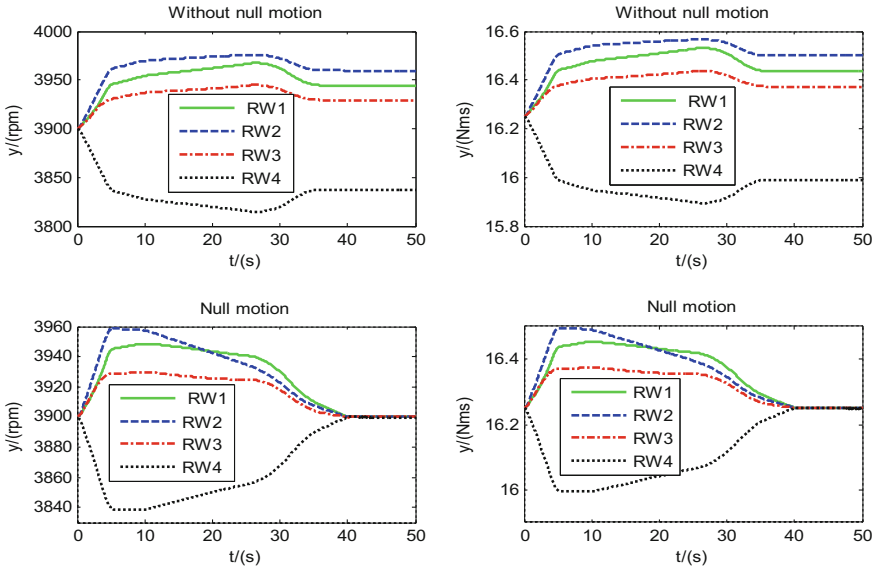 Without null motion
y/(rpm)
4000
3900
3800
RW1
RW2
RW3
RW4
0 10 20 30 40 50
t/(s)
Without null motion
y/(Nms)
16.6
16.4
16.2
16
15.8
RW1
RW2
RW3
RW4
0 10 20 30 40 50
t/(s)
Null motion
y/(rpm)
3960
3940
3920
3900
3880
3860
3840
RW1
RW2
RW3
RW4
0 10 20 30 40 50
t/(s)
Null motion
y/(Nms)
16.4
16.2
16
RW1
RW2
RW3
RW4
0 10 20 30 40 50
t/(s)